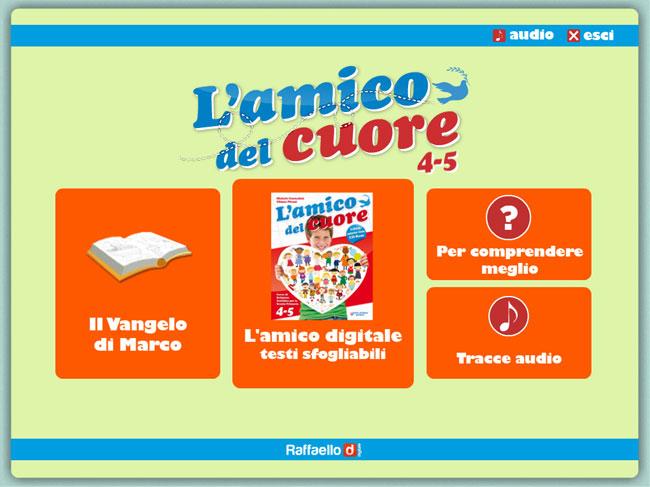 audio
esci
L'amico
del cuore
4-5
Il Vangelo
di Marco
L'amico
del cuore
4-5
L'amico digitale
testi sfogliabili
?
Per comprendere
meglio
Tracce audio
Raffaello d